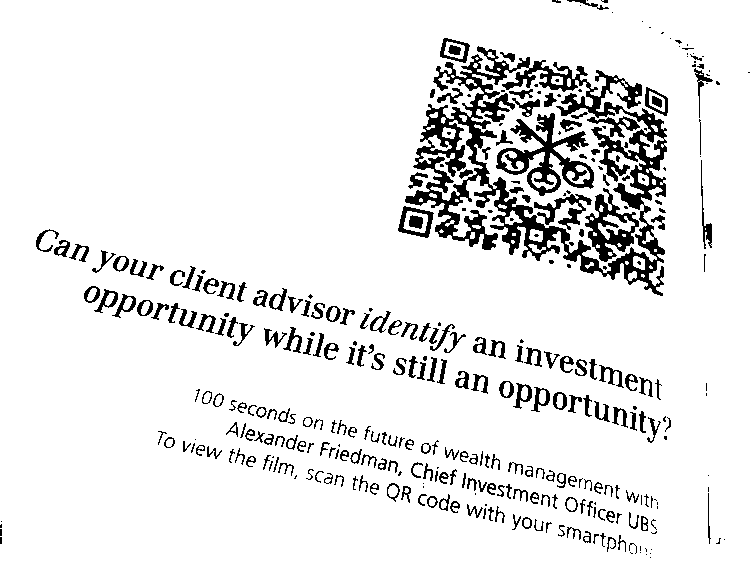 Can your client advisor identify an investment
opportunity while it's still an opportunity?
100 seconds on the future of wealth management with
Alexander Friedman, Chief Investment Officer UBS
To view the film, scan the QR code with your smartphone